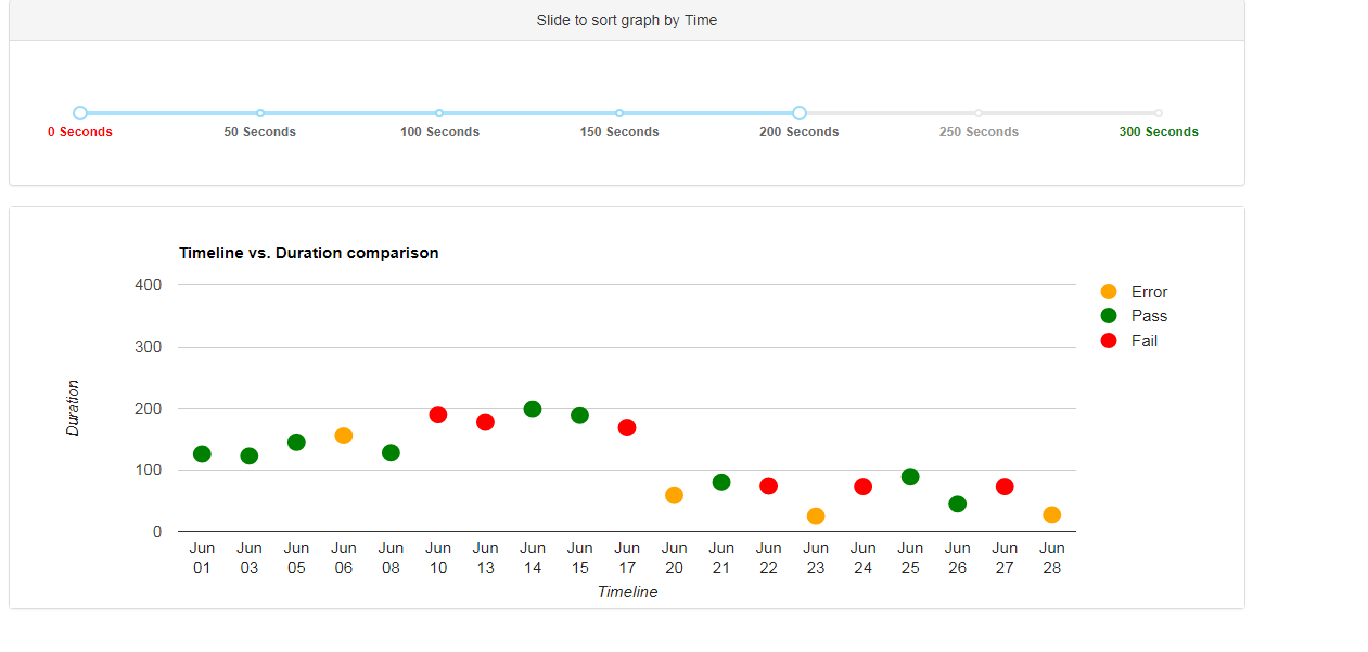 Slide to sort graph by Time
0 Seconds 50 Seconds 100 Seconds 150 Seconds 200 Seconds 250 Seconds 300 Seconds
Timeline vs. Duration comparison
400
300
200
100
0
Duration
Error
Pass
Fail
Jun Jun Jun Jun Jun Jun Jun Jun Jun Jun Jun Jun Jun Jun Jun Jun Jun Jun Jun
01 03 05 06 08 10 13 14 15 17 20 21 22 23 24 25 26 27 28
Timeline